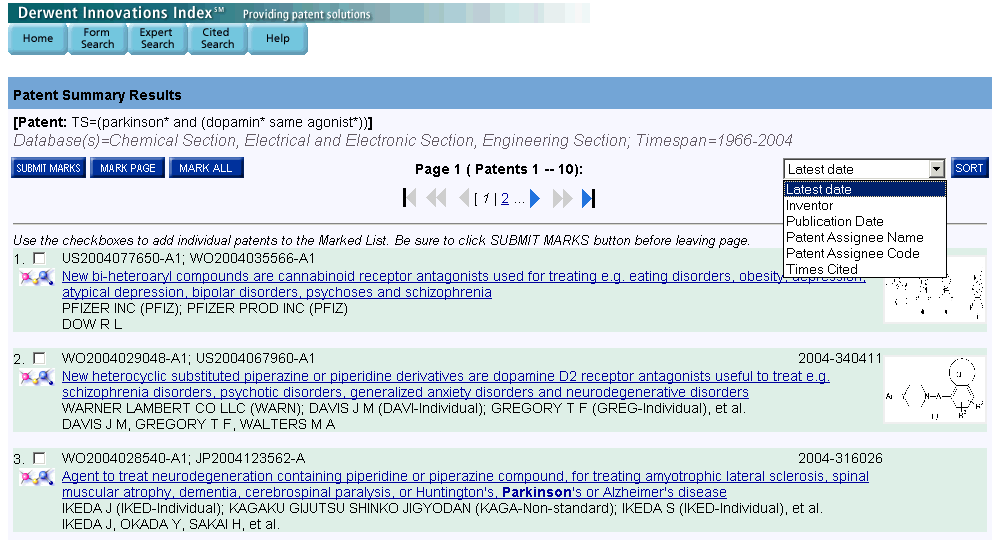 Derwent Innovations Index℠ Providing patent solutions
Home
Form Search
Expert Search
Cited Search
Help
Patent Summary Results
[Patent: TS=(parkinson* and (dopamin* same agonist*))]
Database(s)=Chemical Section, Electrical and Electronic Section, Engineering Section; Timespan=1966-2004
SUBMIT MARKS MARK PAGE MARK ALL
Page 1 ( Patents 1 -- 10):
Latest date SORT
Latest date
Inventor
Publication Date
Patent Assignee Name
Patent Assignee Code
Times Cited
[ 1 | 2 ...
Use the checkboxes to add individual patents to the Marked List. Be sure to click SUBMIT MARKS button before leaving page.
1. US2004077650-A1; WO2004035566-A1
New bi-heteroaryl compounds are cannabinoid receptor antagonists used for treating e.g. eating disorders, obesity, depression,
atypical depression, bipolar disorders, psychoses and schizophrenia
PFIZER INC (PFIZ); PFIZER PROD INC (PFIZ)
DOW R L
2. WO2004029048-A1; US2004067960-A1 2004-340411
New heterocyclic substituted piperazine or piperidine derivatives are dopamine D2 receptor antagonists useful to treat e.g.
schizophrenia disorders, psychotic disorders, generalized anxiety disorders and neurodegenerative disorders
WARNER LAMBERT CO LLC (WARN); DAVIS J M (DAVI-Individual); GREGORY T F (GREG-Individual), et al.
DAVIS J M, GREGORY T F, WALTERS M A
3. WO2004028540-A1; JP2004123562-A 2004-316026
Agent to treat neurodegeneration containing piperidine or piperazine compound, for treating amyotrophic lateral sclerosis, spinal
muscular atrophy, dementia, cerebrospinal paralysis, or Huntington's, Parkinson's or Alzheimer's disease
IKEDA J (IKED-Individual); KAGAKU GIJUTSU SHINKO JIGYODAN (KAGA-Non-standard); IKEDA S (IKED-Individual), et al.
IKEDA J, OKADA Y, SAKAI H, et al.